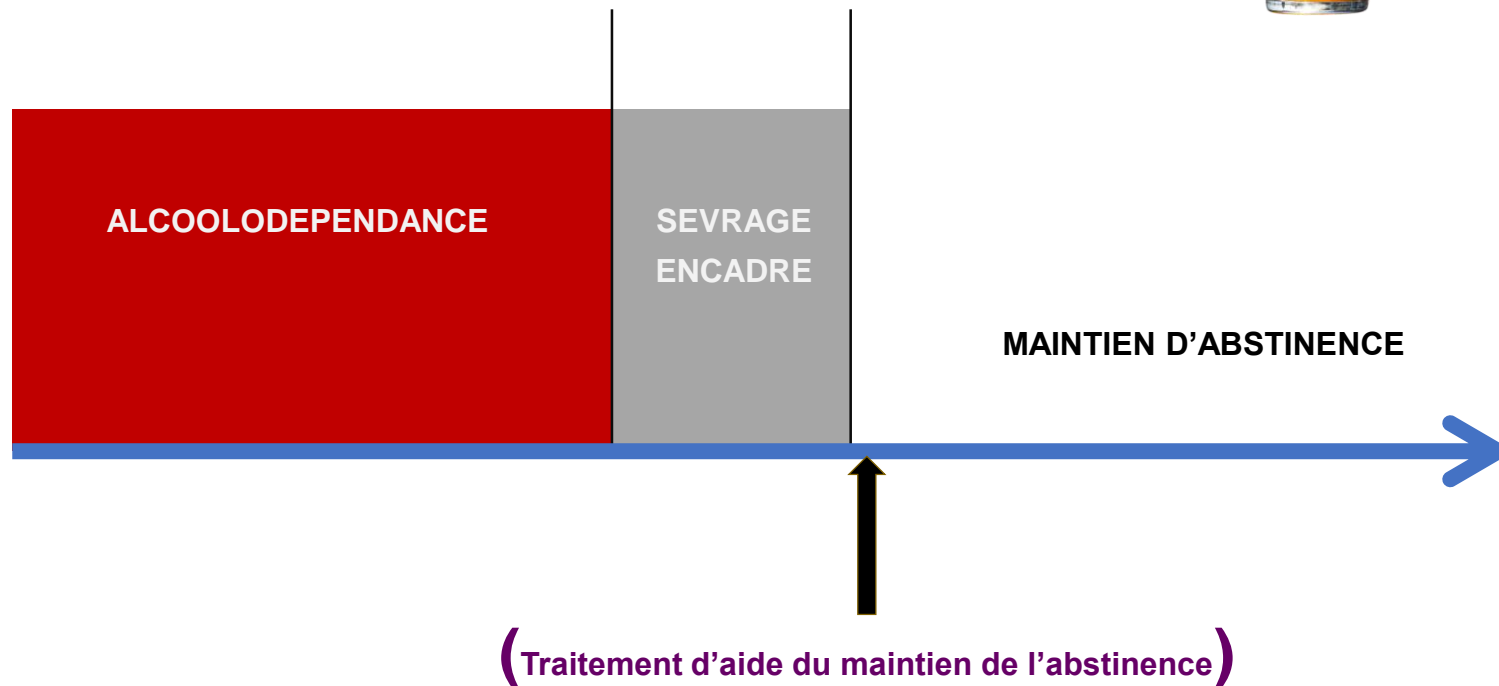 ALCOOLODEPENDANCE
SEVRAGE
ENCADRE
MAINTIEN D’ABSTINENCE
(Traitement d’aide du maintien de l’abstinence)